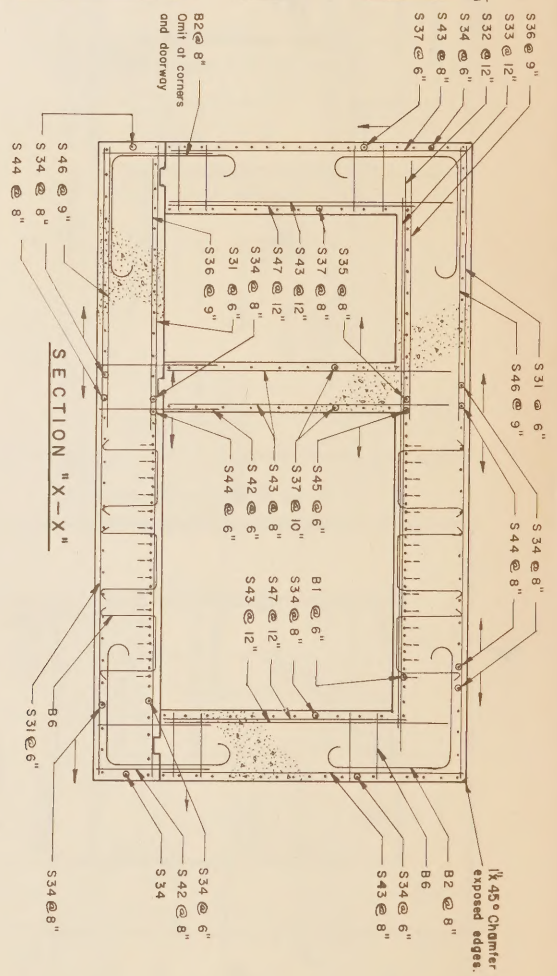 S36 @ 9"
S33 @ 12"
S32 @ 12"
S34 @ 6"
S43 @ 8"
S37 @ 6"
S31 @ 6"
S46 @ 9"
S34 @ 8"
S44 @ 8"
1"X 45° Chamfer
exposed edges.
B2 @ 8"
Omit at corners
and doorway
S35 @ 8"
S37 @ 8"
S43 @ 12"
S47 @ 12"
S34 @ 8"
S31 @ 6"
S36 @ 9"
S45 @ 6"
S37 @ 10"
S43 @ 8"
S42 @ 6"
S44 @ 6"
B1 @ 6"
S34 @ 8"
S47 @ 12"
S43 @ 12"
B2 @ 8"
B6
S34 @ 6"
S43 @ 8"
S46 @ 9"
S34 @ 8"
S44 @ 8"
B6
S31 @ 6"
S34 @ 6"
S42 @ 8"
S34
S34 @ 8"
SECTION "X-X"